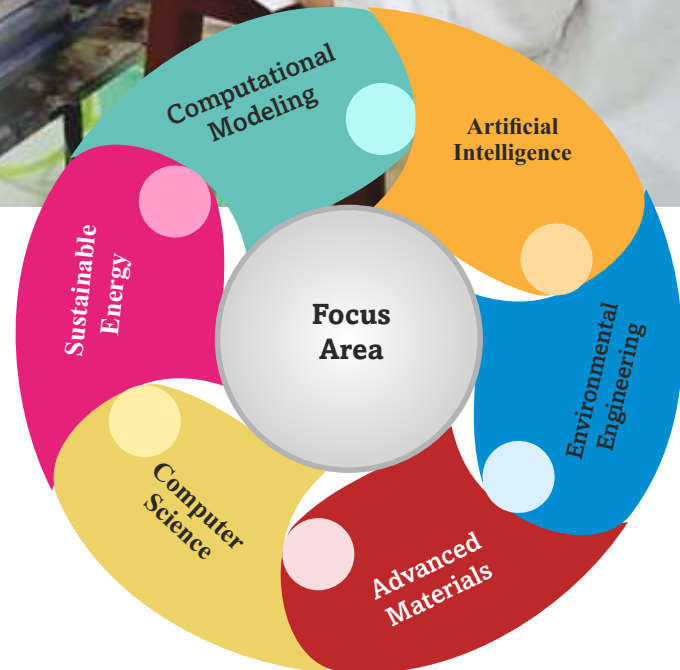 Computational
Modeling
Artificial
Intelligence
Sustainable
Energy
Focus
Area
Environmental
Engineering
Computer
Science
Advanced
Materials